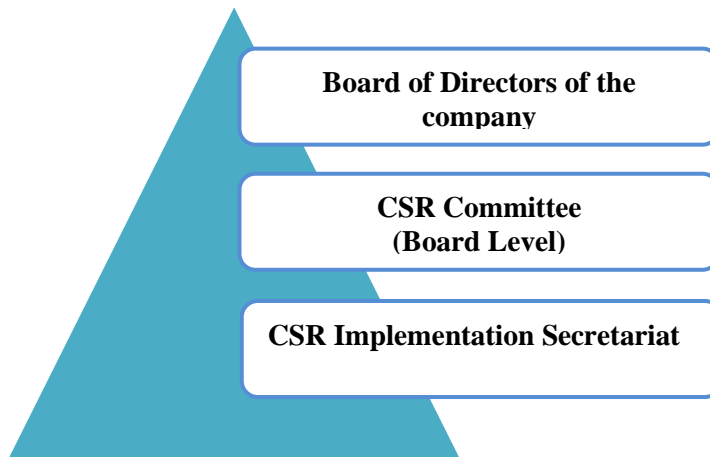 Board of Directors of the
company
CSR Committee
(Board Level)
CSR Implementation Secretariat